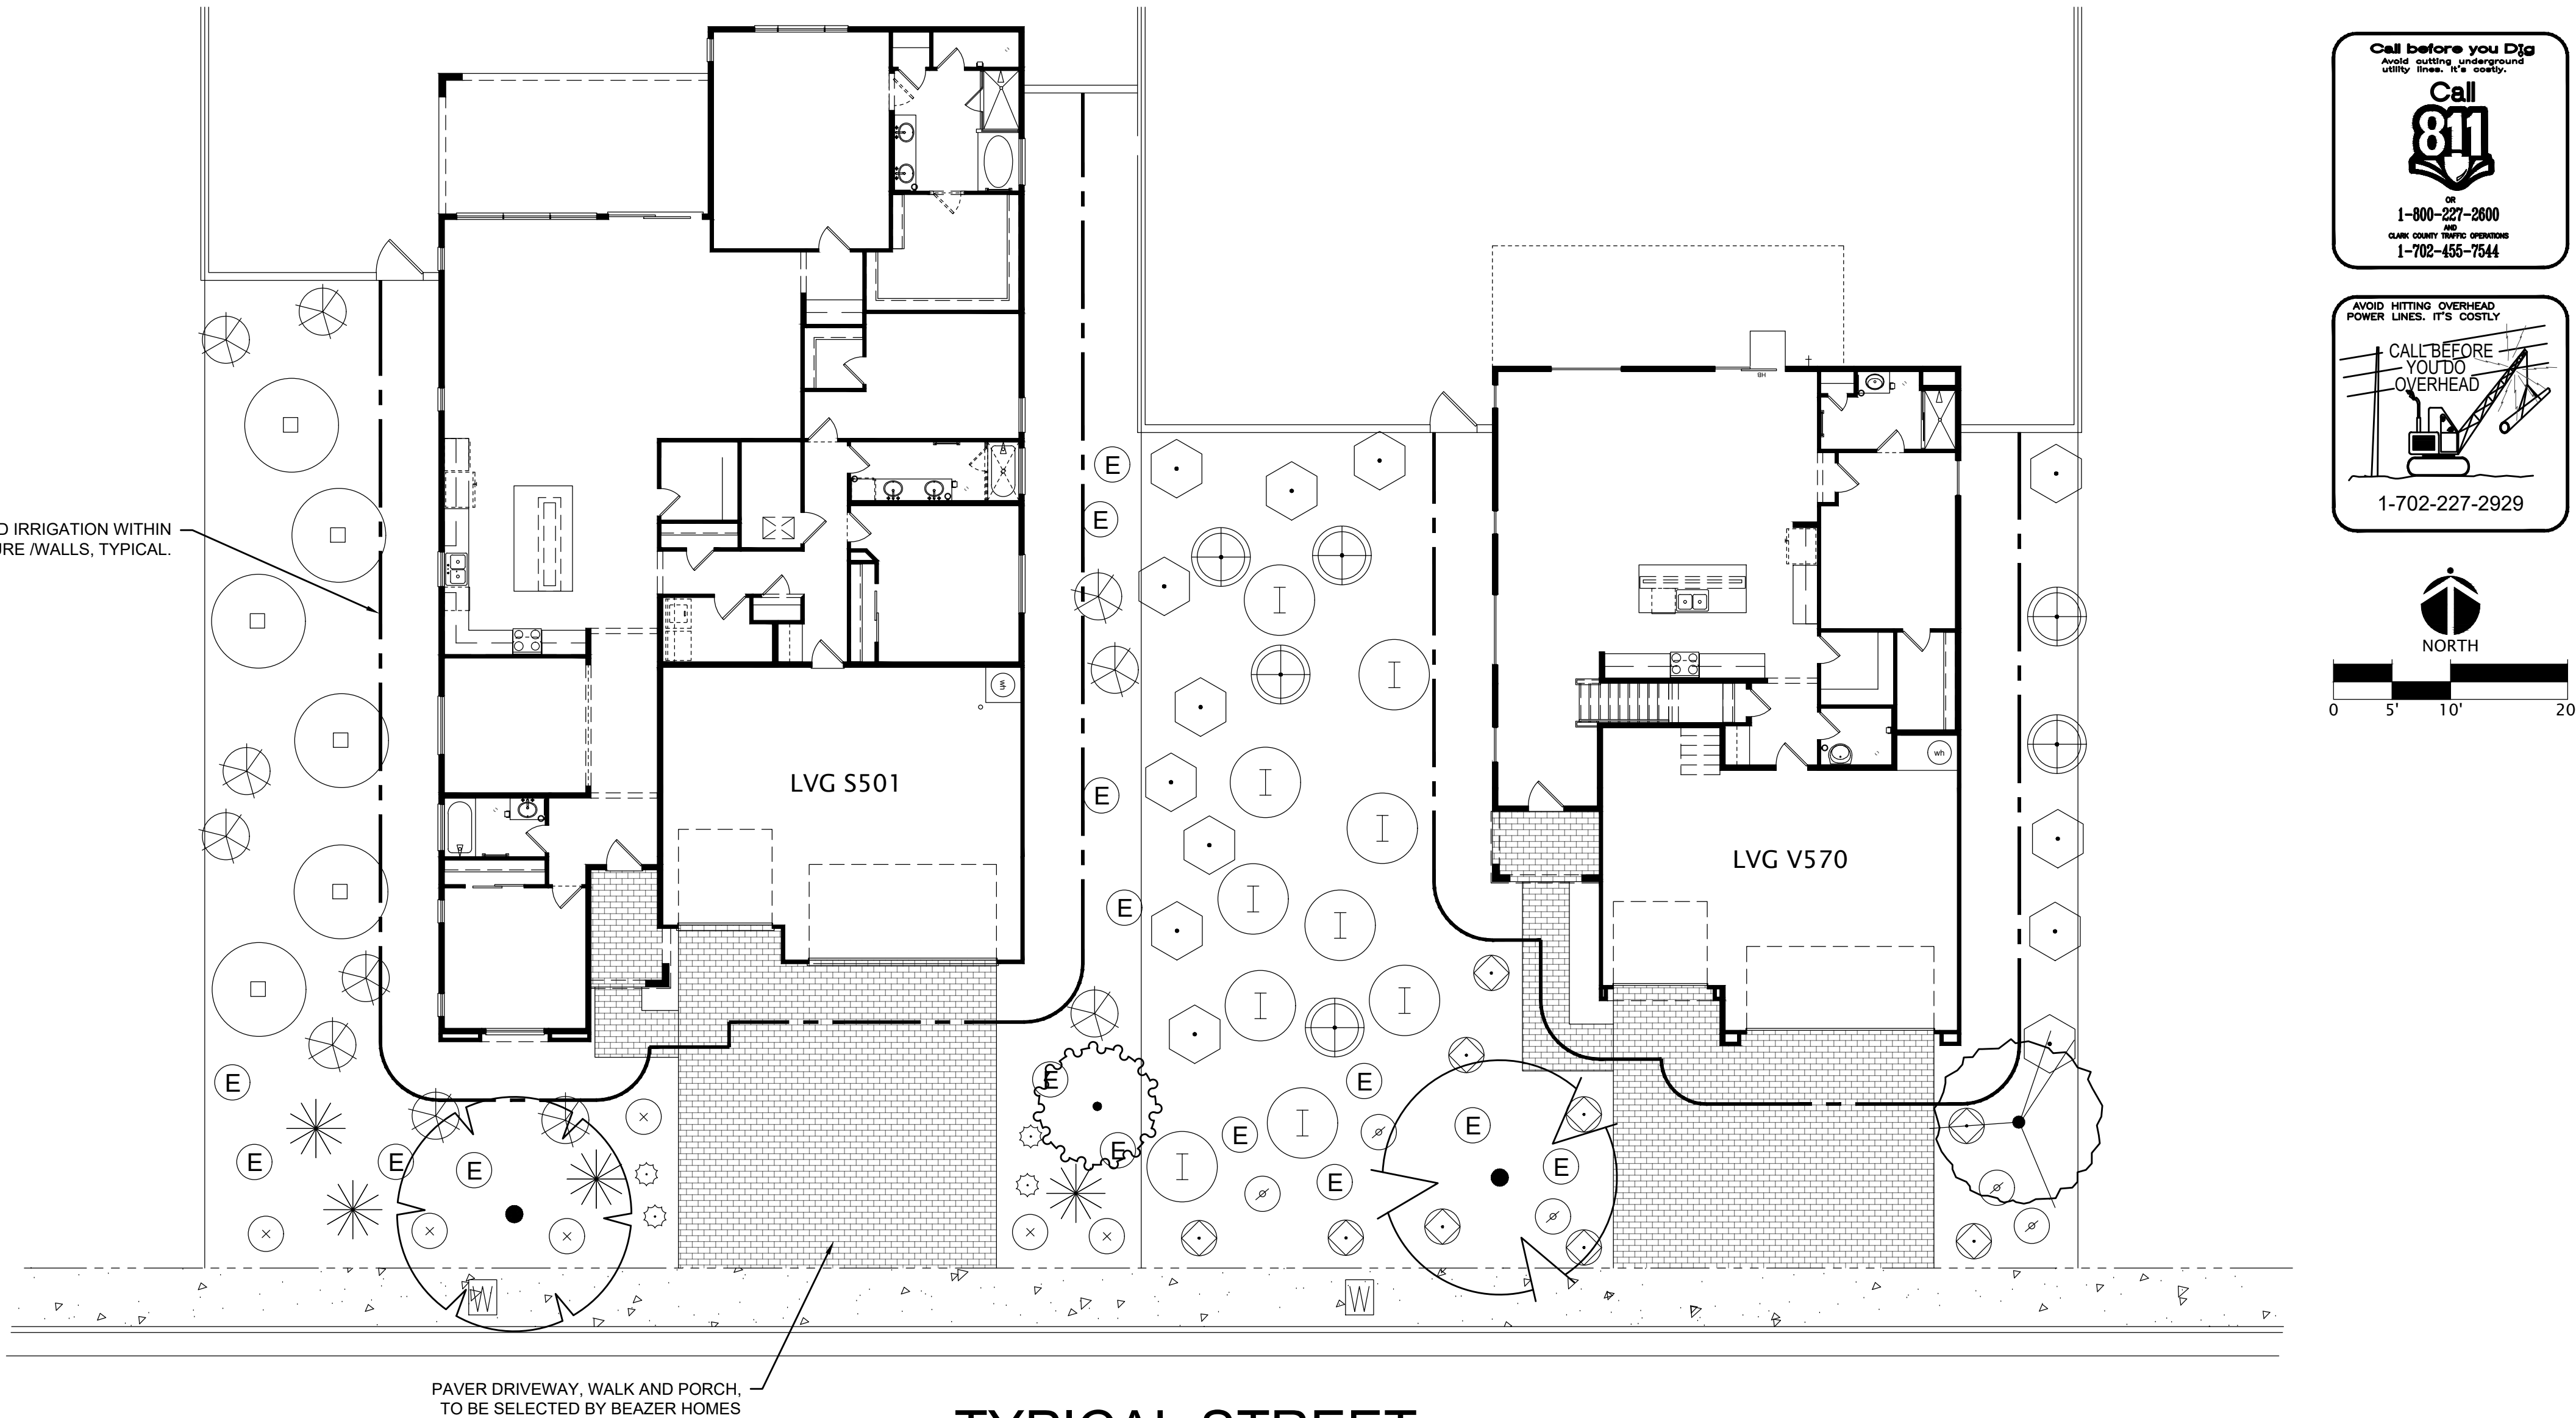 D IRRIGATION WITHIN
URE /WALLS, TYPICAL.
LVG S501
wh
E
E
E
E
E
E
E
E
E
E
W
PAVER DRIVEWAY, WALK AND PORCH,
TO BE SELECTED BY BEAZER HOMES
HB
LVG V570
wh
E
E
E
E
E
W
TYPICAL STREET
Call before you Dig
Avoid cutting underground
utility lines. It's costly.
Call
811
OR
1-800-227-2600
AND
CLARK COUNTY TRAFFIC OPERATIONS
1-702-455-7544
AVOID HITTING OVERHEAD
POWER LINES. IT'S COSTLY
CALL BEFORE
YOU DO
OVERHEAD
1-702-227-2929
NORTH
0 5' 10' 20